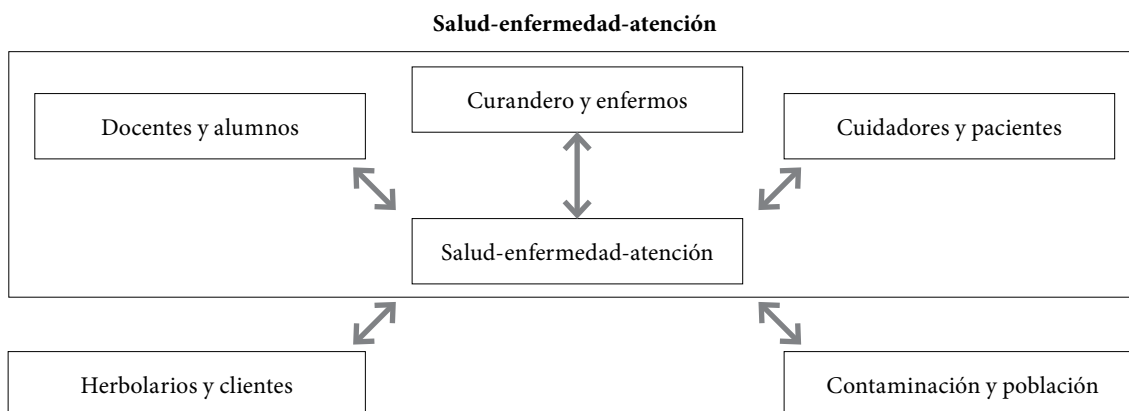 Salud-enfermedad-atención
Curandero y enfermos
Docentes y alumnos
Cuidadores y pacientes
Salud-enfermedad-atención
Herbolarios y clientes
Contaminación y población